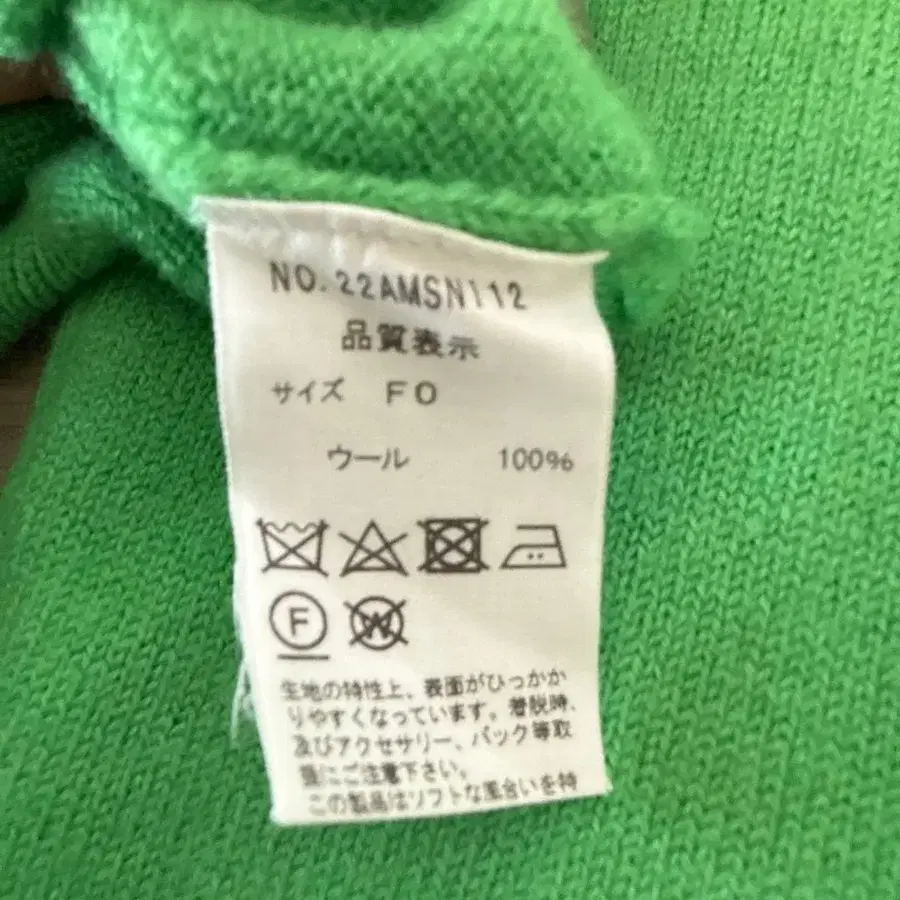 NO.22AMSN112
品質表示
サイズ FO
ウール 100%
F
W
生地の特性上、表面がひっかか
りやすくなっています。着脱時、
及びアクセサリー、バック等取
扱にご注意下さい。
この製品はソフトな風合いを持